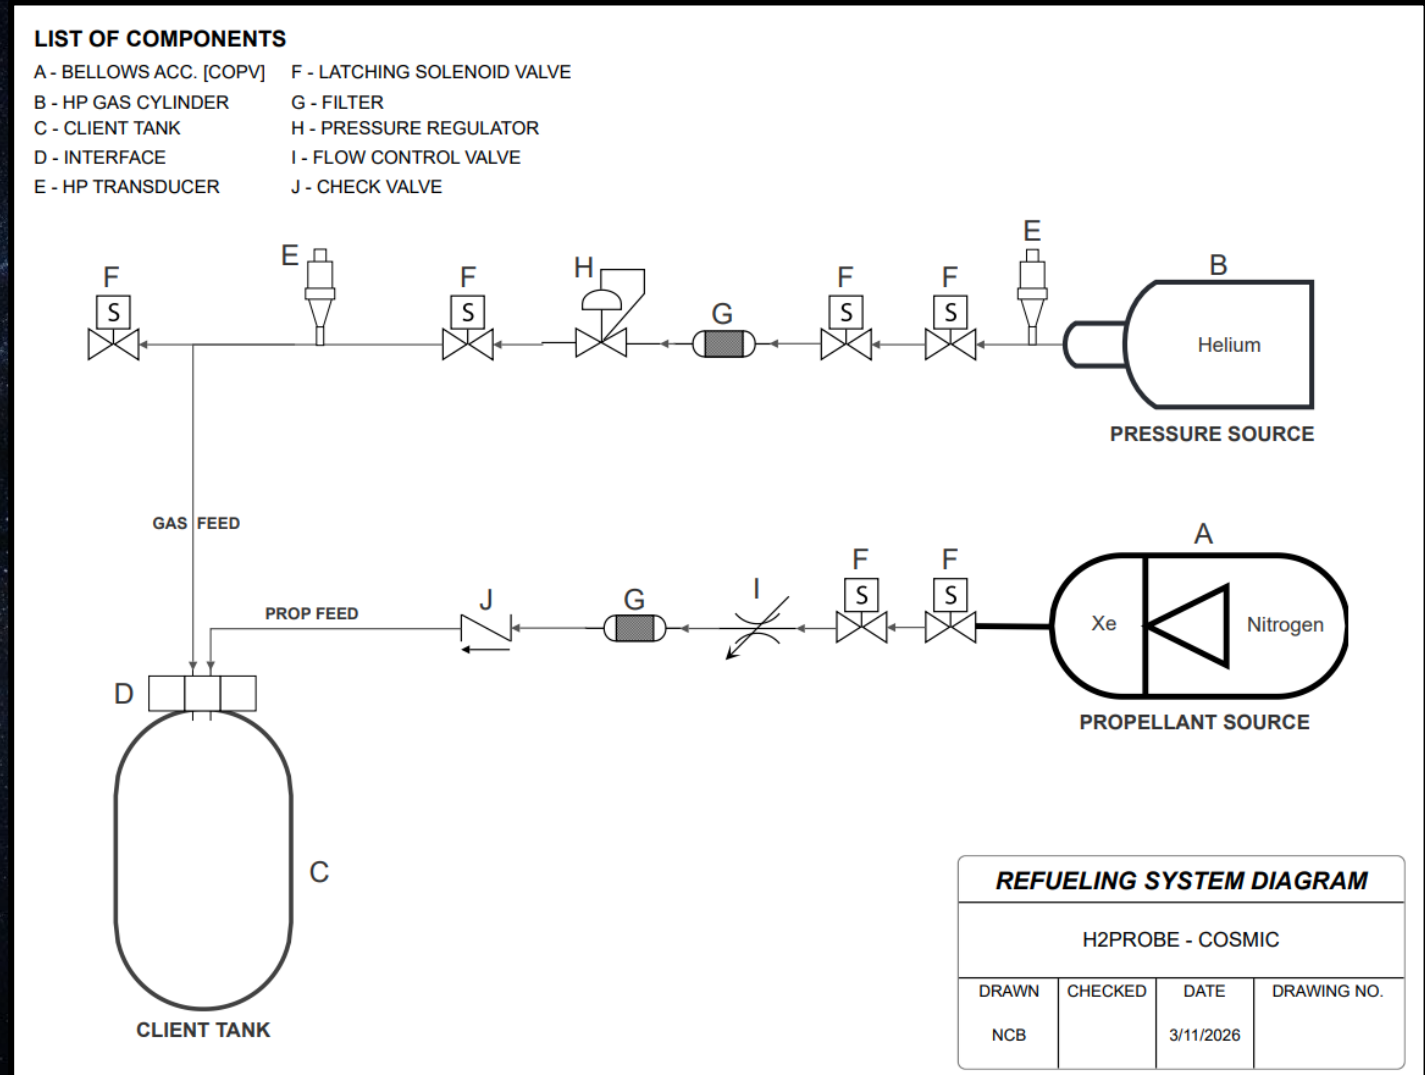 LIST OF COMPONENTS
A - BELLOWS ACC. [COPV] F - LATCHING SOLENOID VALVE
B - HP GAS CYLINDER G - FILTER
C - CLIENT TANK H - PRESSURE REGULATOR
D - INTERFACE I - FLOW CONTROL VALVE
E - HP TRANSDUCER J - CHECK VALVE
E
E
F
F
H
F
F
B
S
S
G
S
S
Helium
PRESSURE SOURCE
GAS FEED
A
F
F
I
S
S
J
G
PROP FEED
Xe
Nitrogen
D
PROPELLANT SOURCE
C
CLIENT TANK
REFUELING SYSTEM DIAGRAM
H2PROBE - COSMIC
DRAWN CHECKED DATE DRAWING NO.
NCB 3/11/2026